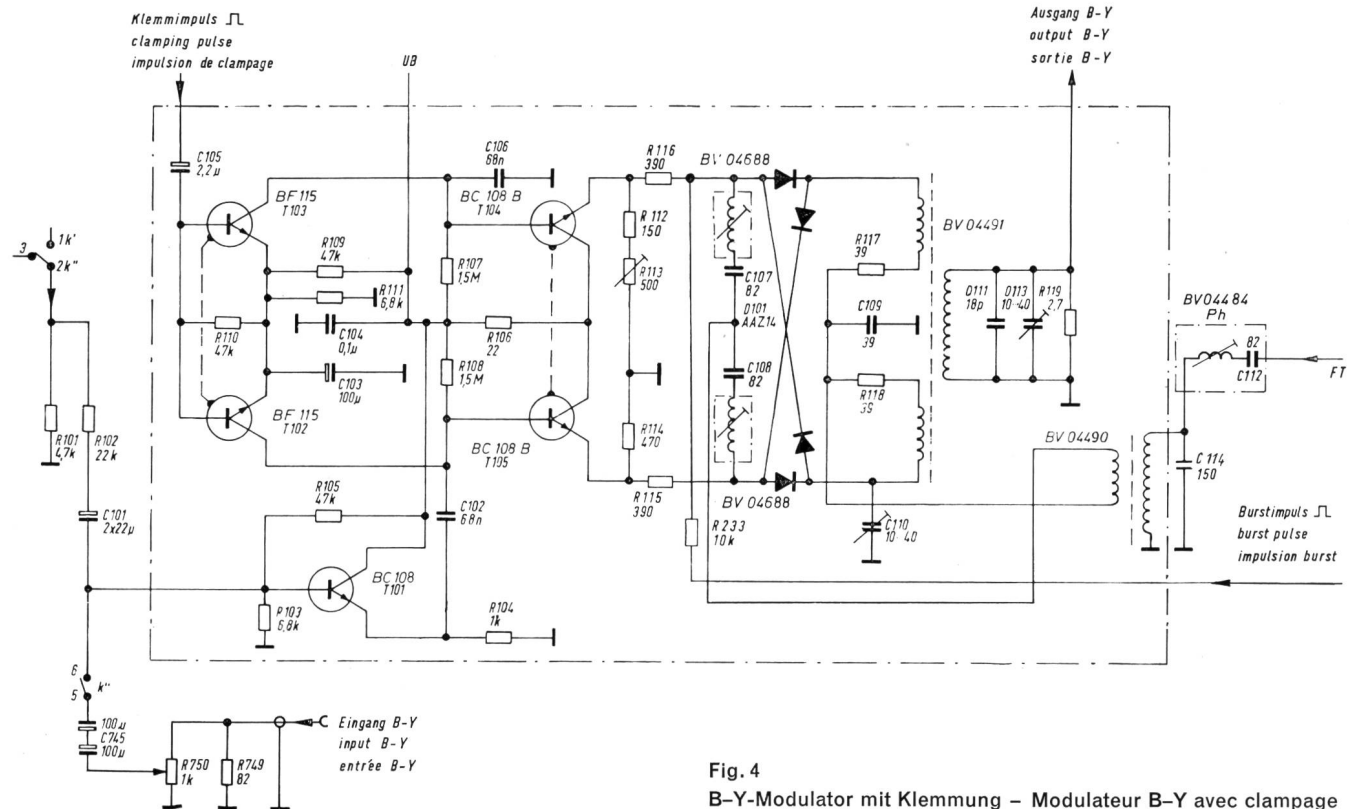 Klemmimpuls
clamping pulse
impulsion de clampage
UB
Ausgang B-Y
output B-Y
sortie B-Y
C105
2,2µ
BF 115
T103
C106
68n
BC 108 B
T104
R116
390
BV 04688
1k'
3
2k"
R109
47k
R107
1,5M
R112
150
R113
500
R111
6,8k
R110
47k
C104
0,1µ
R106
22
C107
82
D101
AAZ14
R117
39
BV 04491
C109
39
D111
18p
D113
10-40
R119
2,7
BV04484
Ph
82
C112
FT
C103
100µ
R108
1,5M
C108
82
R118
39
R101
4,7k
R102
22k
BF 115
T102
BC 108 B
T105
R114
470
BV 04490
C114
150
R105
47k
C102
68n
R115
390
BV 04688
C101
2x22µ
R233
10k
C110
10-40
Burstimpuls
burst pulse
impulsion burst
BC 108
T101
R103
6,8k
R104
1k
6
5
k"
100µ
C745
100µ
R750
1k
R749
82
Eingang B-Y
input B-Y
entrée B-Y
Fig. 4
B–Y-Modulator mit Klemmung – Modulateur B–Y avec clampage